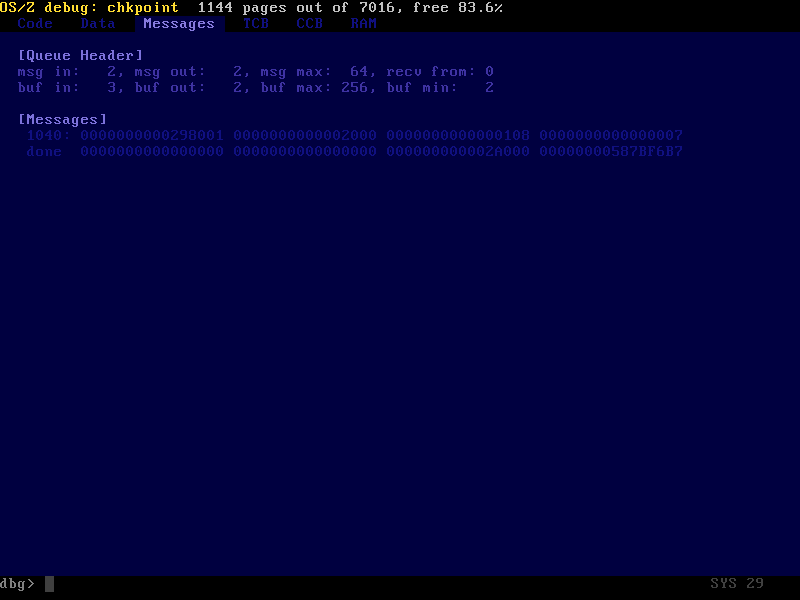 OS/Z debug: chkpoint  1144 pages out of 7016, free 83.6%
Code   Data   Messages   TCB   CCB   RAM
[Queue Header]
msg in:   2, msg out:   2, msg max:  64, recv from: 0
buf in:   3, buf out:   2, buf max: 256, buf min:   2
[Messages]
1040: 0000000000298001 0000000000002000 0000000000000108 0000000000000007
done  0000000000000000 0000000000000000 000000000002A000 00000000587BF6B7
dbg>   SYS 29